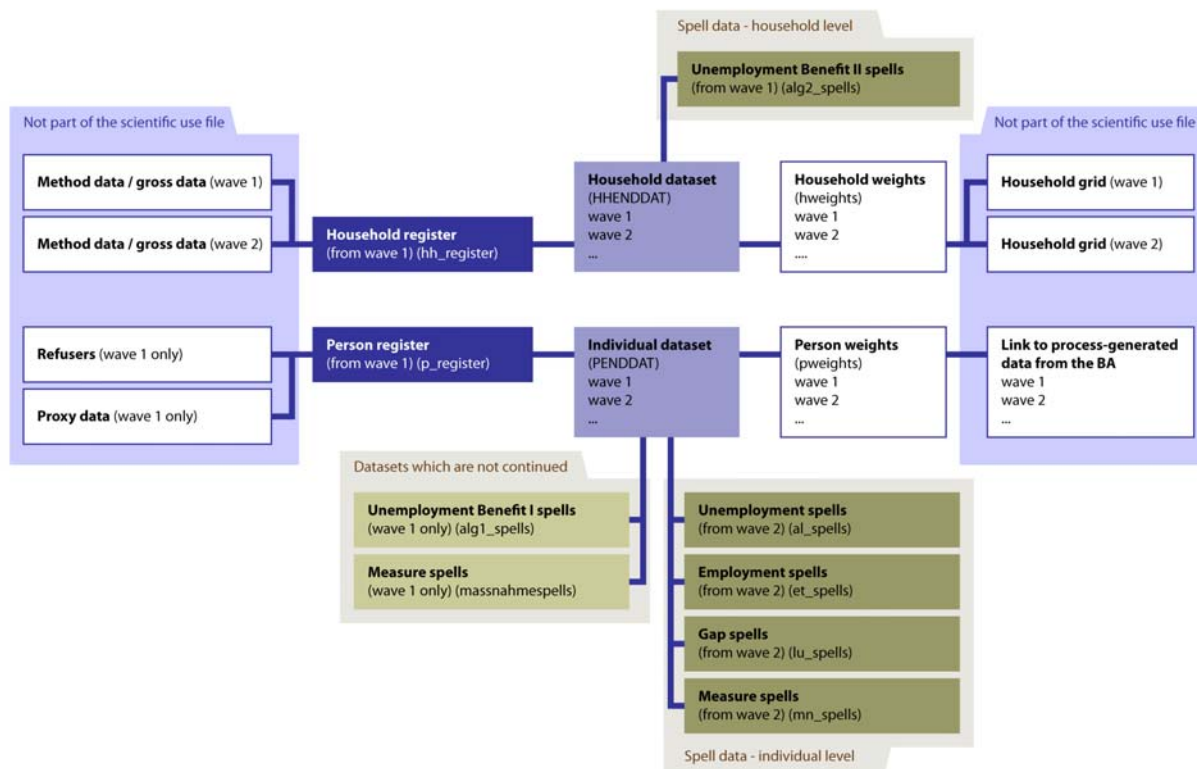 Spell data - household level
Unemployment Benefit II spells
(from wave 1) (alg2_spells)
Not part of the scientific use file
Method data / gross data (wave 1)
Method data / gross data (wave 2)
Household register
(from wave 1) (hh_register)
Household dataset
(HHENDDAT)
wave 1
wave 2
...
Household weights
(hweights)
wave 1
wave 2
....
Not part of the scientific use file
Household grid (wave 1)
Household grid (wave 2)
Refusers (wave 1 only)
Proxy data (wave 1 only)
Person register
(from wave 1) (p_register)
Individual dataset
(PENDDAT)
wave 1
wave 2
...
Person weights
(pweights)
wave 1
wave 2
...
Link to process-generated
data from the BA
wave 1
wave 2
...
Datasets which are not continued
Unemployment Benefit I spells
(wave 1 only) (alg1_spells)
Measure spells
(wave 1 only) (massnahmespells)
Unemployment spells
(from wave 2) (al_spells)
Employment spells
(from wave 2) (et_spells)
Gap spells
(from wave 2) (lu_spells)
Measure spells
(from wave 2) (mn_spells)
Spell data - individual level